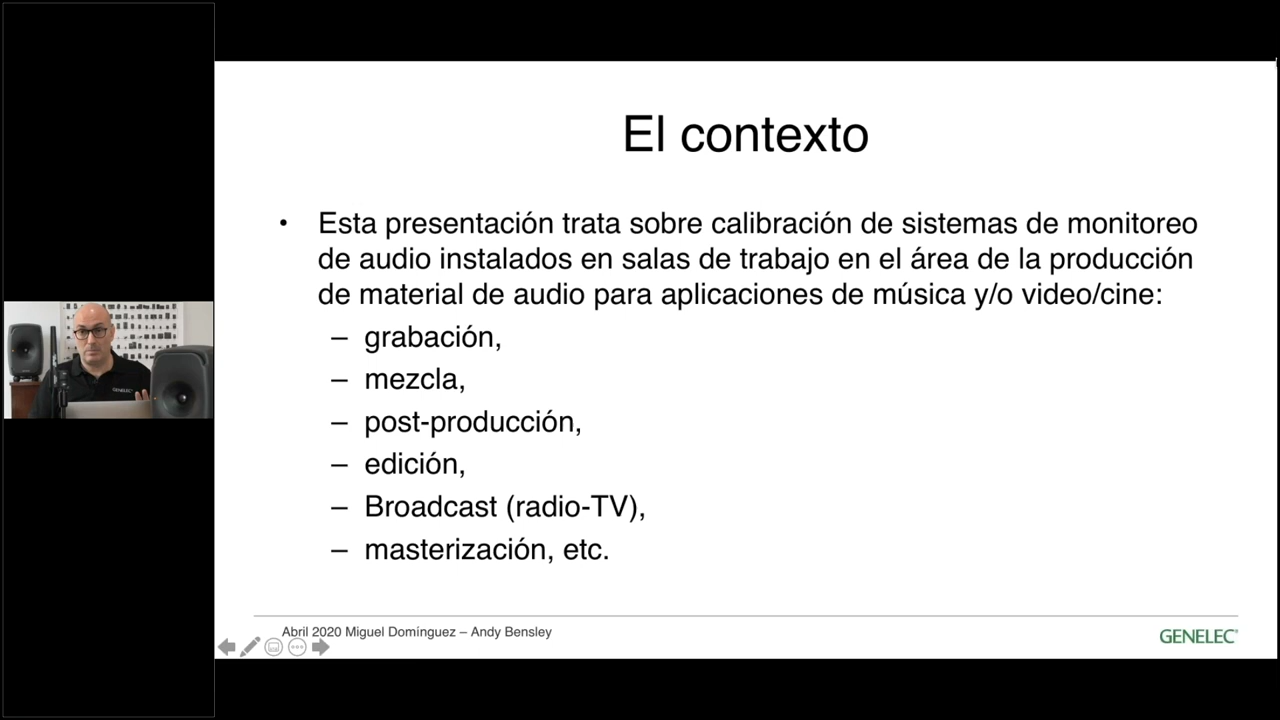 El contexto
• Esta presentación trata sobre calibración de sistemas de monitoreo
de audio instalados en salas de trabajo en el área de la producción
de material de audio para aplicaciones de música y/o video/cine:
– grabación,
– mezcla,
– post-producción,
– edición,
– Broadcast (radio-TV),
– masterización, etc.
Abril 2020 Miguel Domínguez – Andy Bensley
GENELEC®
GENELEC